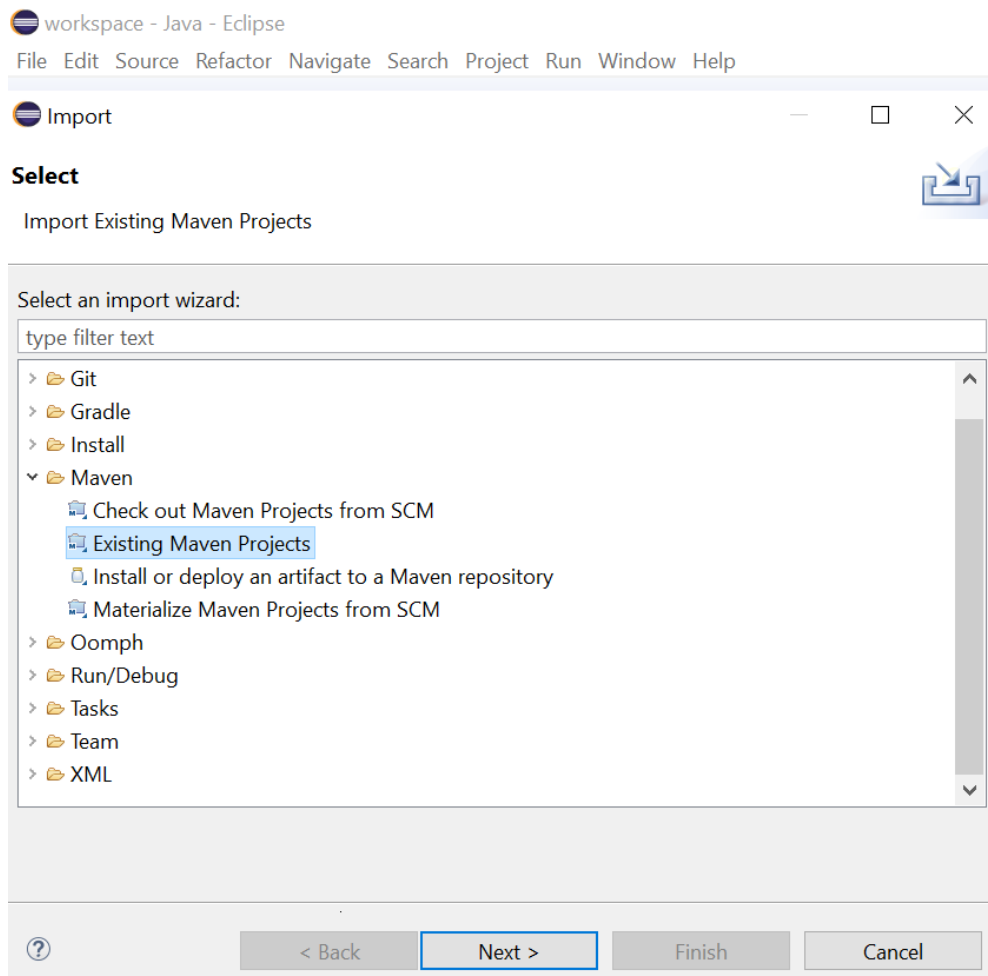 workspace - Java - Eclipse
File Edit Source Refactor Navigate Search Project Run Window Help
Import
Select
Import Existing Maven Projects
Select an import wizard:
type filter text
Git
Gradle
Install
Maven
Check out Maven Projects from SCM
Existing Maven Projects
Install or deploy an artifact to a Maven repository
Materialize Maven Projects from SCM
Oomph
Run/Debug
Tasks
Team
XML
? < Back Next > Finish Cancel